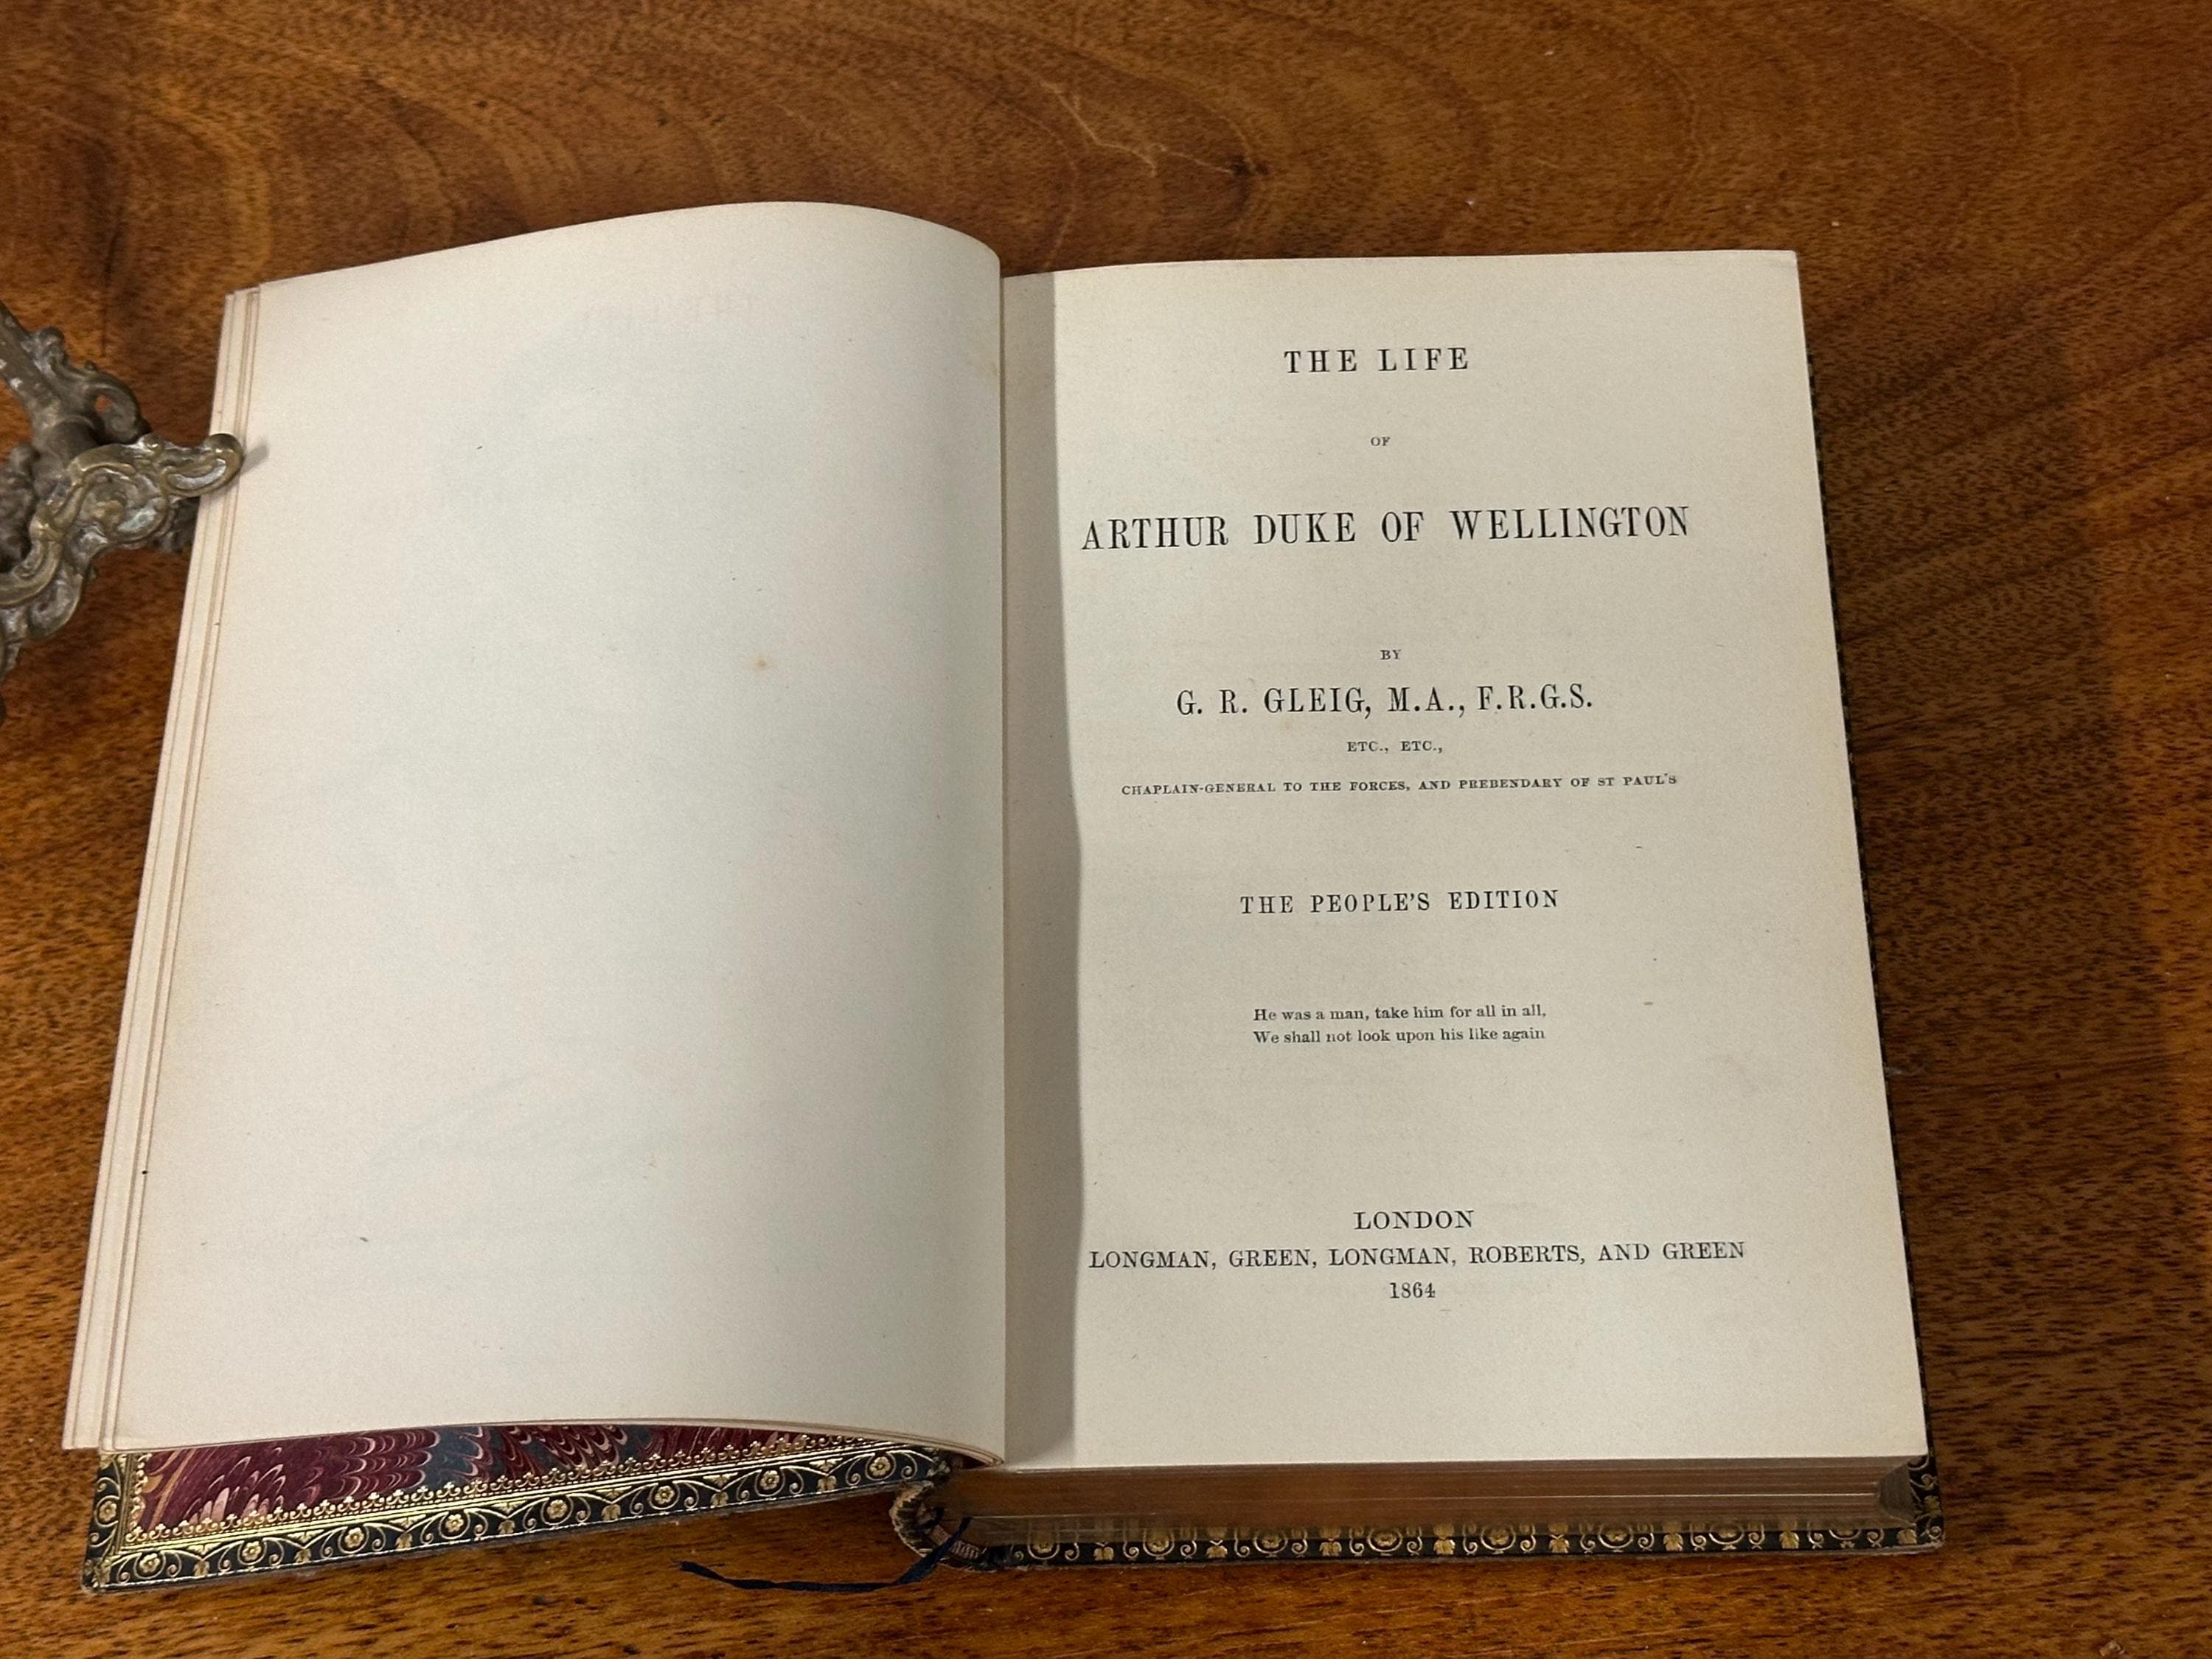 THE LIFE
OF
ARTHUR DUKE OF WELLINGTON
BY
G. R. GLEIG, M.A., F.R.G.S.
ETC., ETC.,
CHAPLAIN-GENERAL TO THE FORCES, AND PREBENDARY OF ST PAUL'S
THE PEOPLE'S EDITION
He was a man, take him for all in all,
We shall not look upon his like again
LONDON
LONGMAN, GREEN, LONGMAN, ROBERTS, AND GREEN
1864